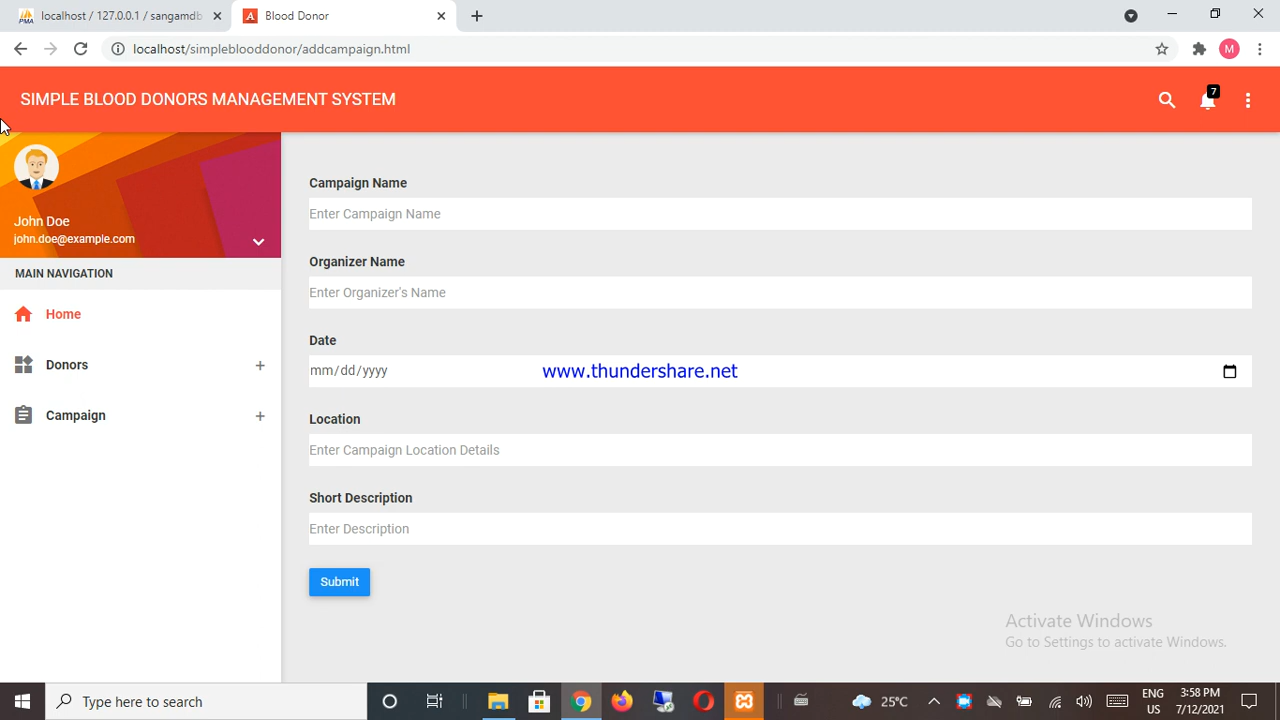 localhost / 127.0.0.1 / sangamdb
Blood Donor
localhost/simpleblooddonor/addcampaign.html
M
SIMPLE BLOOD DONORS MANAGEMENT SYSTEM
7
John Doe
john.doe@example.com
MAIN NAVIGATION
Home
Donors
Campaign
Campaign Name
Enter Campaign Name
Organizer Name
Enter Organizer's Name
Date
mm/dd/yyyy
www.thundershare.net
Location
Enter Campaign Location Details
Short Description
Enter Description
Submit
Activate Windows
Go to Settings to activate Windows.
Type here to search
25°C
ENG
US
3:58 PM
7/12/2021